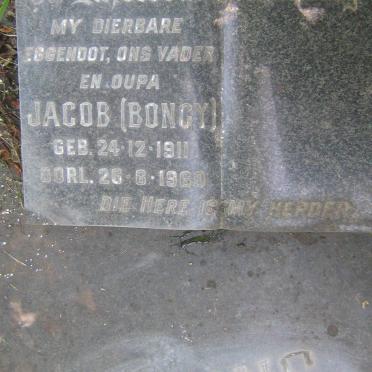 MY DIERBARE
EGGENOOT, ONS VADER
EN OUPA
JACOB (BONGY)
GEB. 24·12·1911
OORL. 26·8·1960
DIE HERE IS MY HERDER.